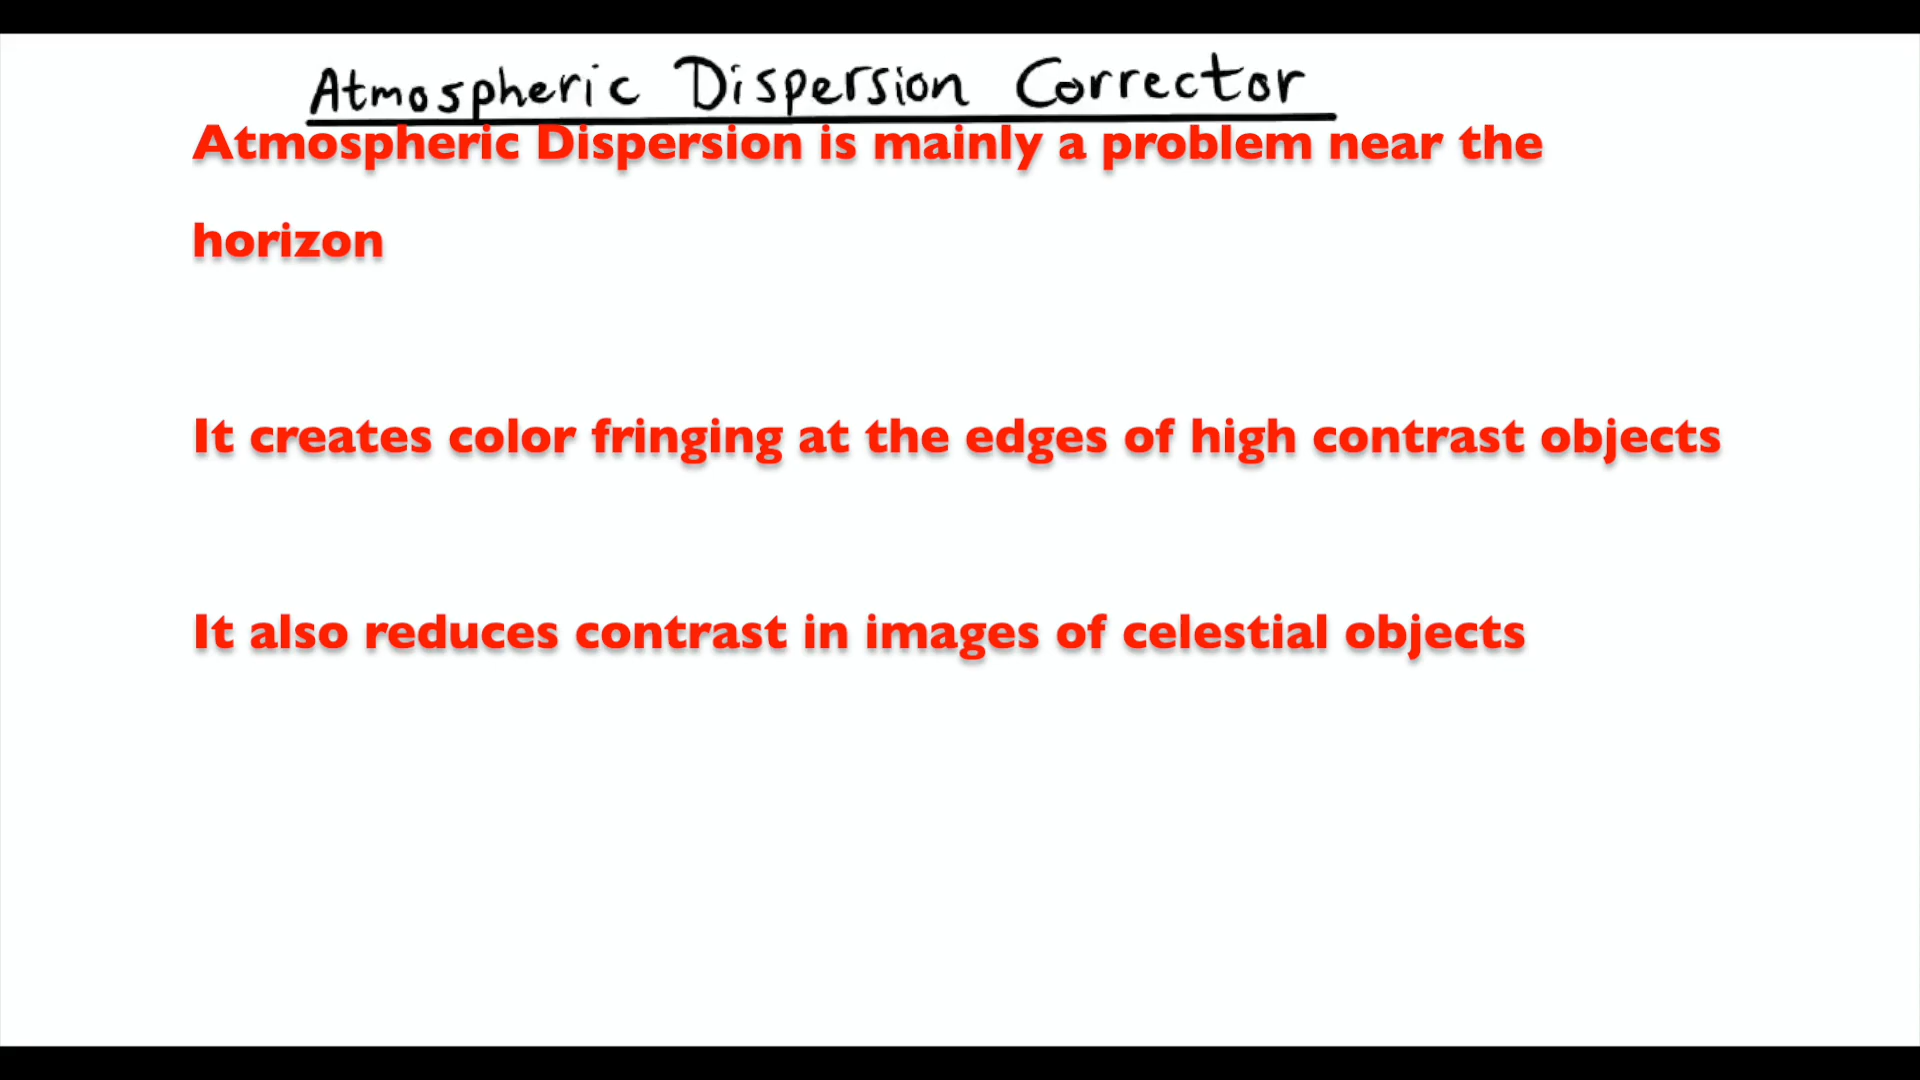 Atmospheric Dispersion Corrector
Atmospheric Dispersion is mainly a problem near the
horizon
It creates color fringing at the edges of high contrast objects
It also reduces contrast in images of celestial objects